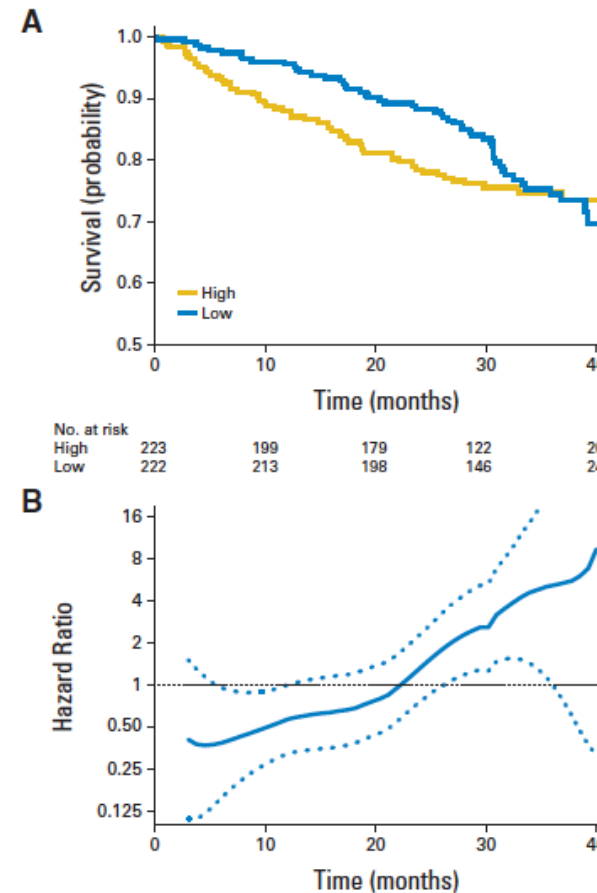 A
Survival (probability)
1.0
0.9
0.8
0.7
0.6
0.5
High
Low
0 10 20 30 40
Time (months)
No. at risk
High 223 199 179 122
Low 222 213 198 146
B
Hazard Ratio
16
8
4
2
1
0.50
0.25
0.125
0 10 20 30
Time (months)